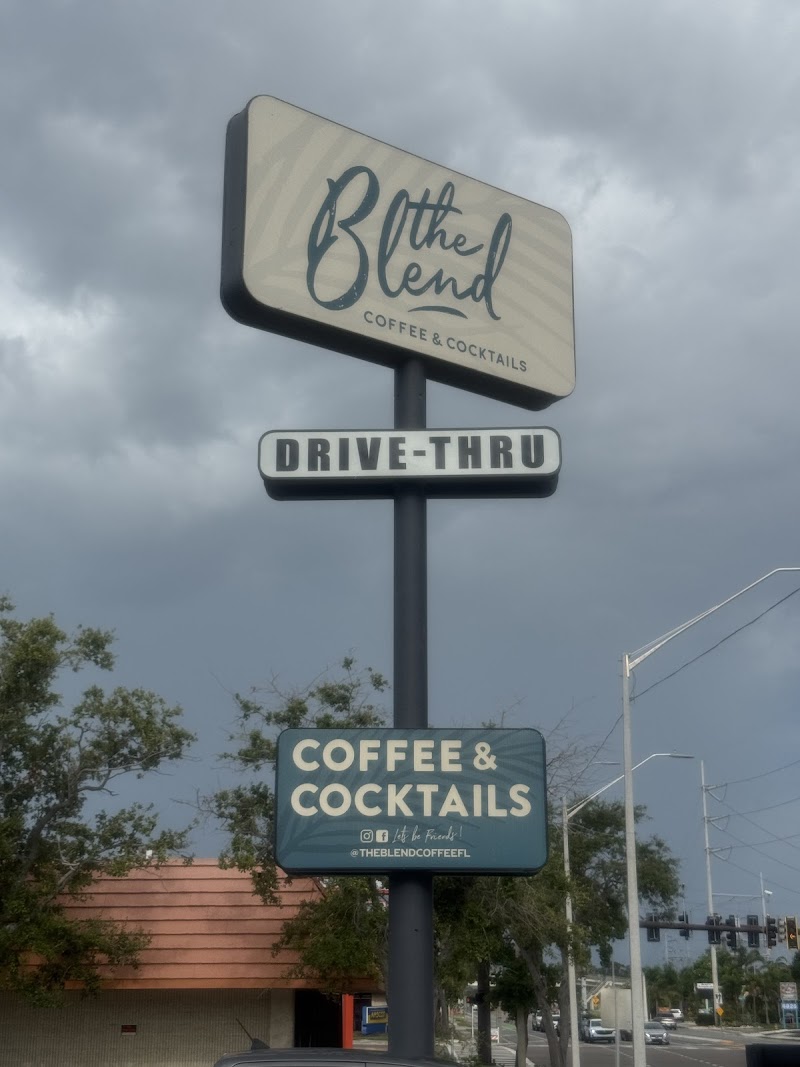 the
Blend
COFFEE & COCKTAILS
DRIVE-THRU
COFFEE &
COCKTAILS
Let's be Friends!
@THEBLENDCOFFEEFL